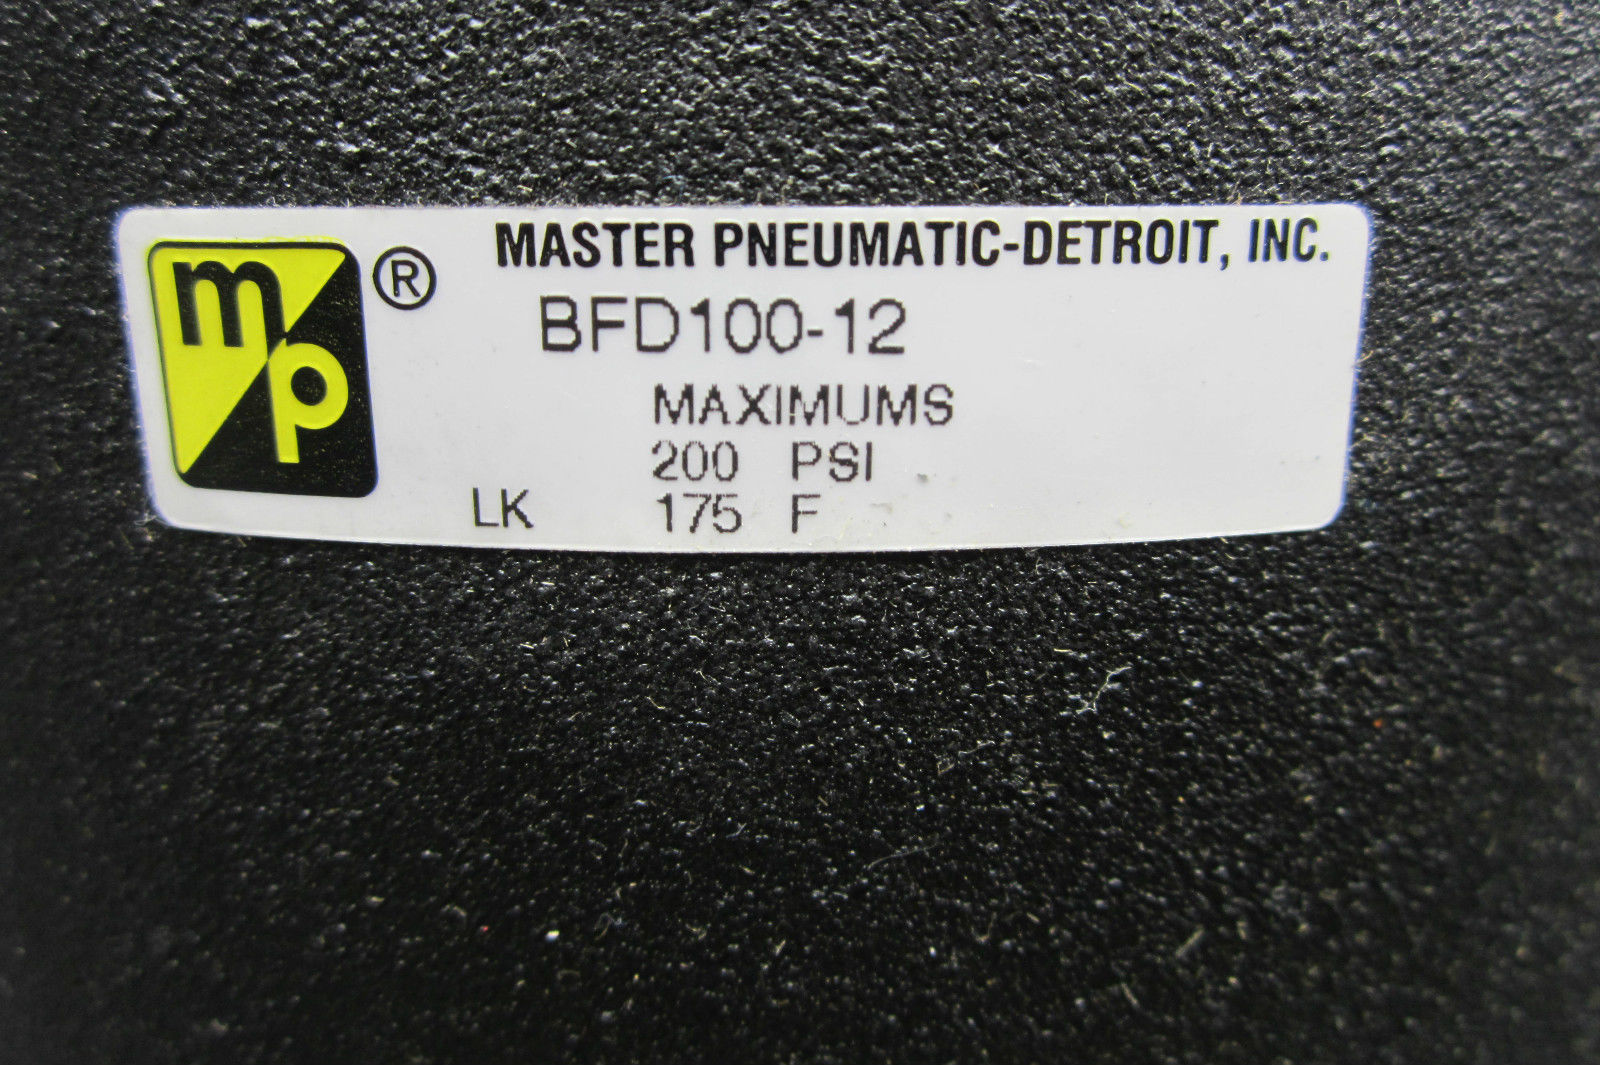 mp ®
MASTER PNEUMATIC-DETROIT, INC.
BFD100-12
MAXIMUMS
200 PSI
LK 175 F